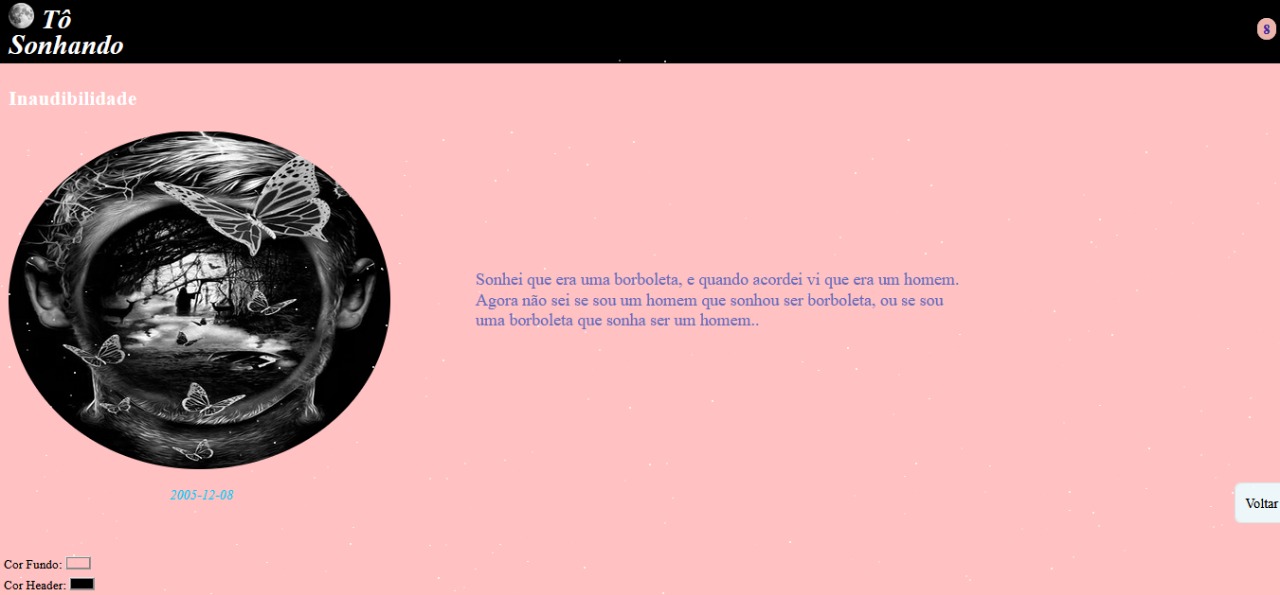 Tô
Sonhando
8
Inaudibilidade
Sonhei que era uma borboleta, e quando acordei vi que era um homem.
Agora não sei se sou um homem que sonhou ser borboleta, ou se sou
uma borboleta que sonha ser um homem..
2005-12-08
Voltar
Cor Fundo:
Cor Header: